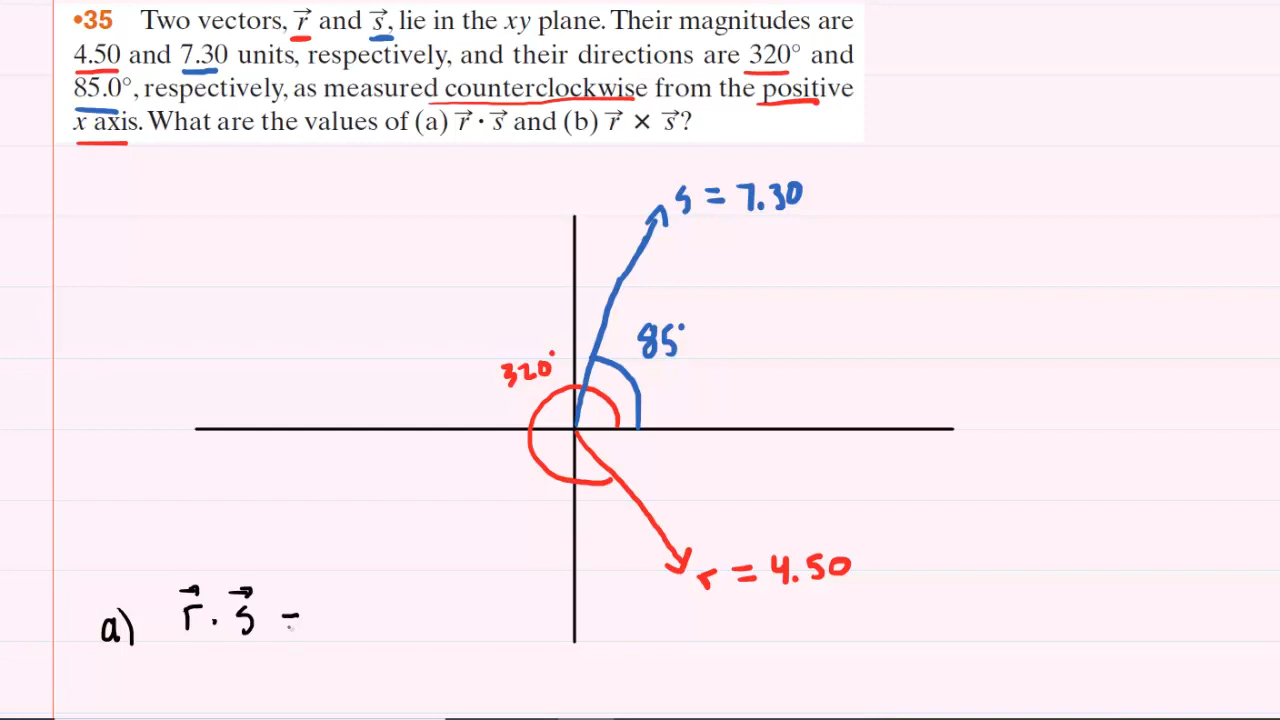 •35 Two vectors, r⃗ and s⃗, lie in the xy plane. Their magnitudes are
4.50 and 7.30 units, respectively, and their directions are 320° and
85.0°, respectively, as measured counterclockwise from the positive
x axis. What are the values of (a) r⃗ · s⃗ and (b) r⃗ × s⃗?
s = 7.30
85°
320°
r = 4.50
a) r⃗ · s⃗ =